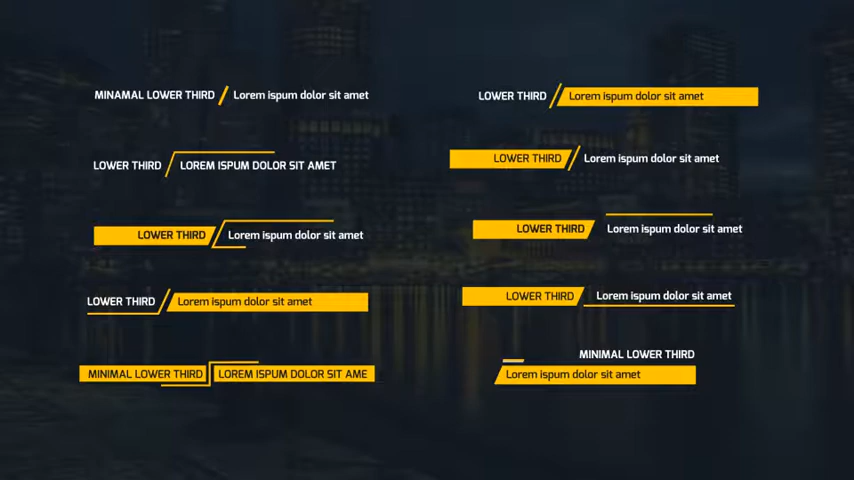 MINAMAL LOWER THIRD Lorem ispum dolor sit amet
LOWER THIRD LOREM ISPUM DOLOR SIT AMET
LOWER THIRD Lorem ispum dolor sit amet
LOWER THIRD Lorem ispum dolor sit amet
MINIMAL LOWER THIRD LOREM ISPUM DOLOR SIT AME
LOWER THIRD Lorem ispum dolor sit amet
LOWER THIRD Lorem ispum dolor sit amet
LOWER THIRD Lorem ispum dolor sit amet
LOWER THIRD Lorem ispum dolor sit amet
MINIMAL LOWER THIRD
Lorem ispum dolor sit amet